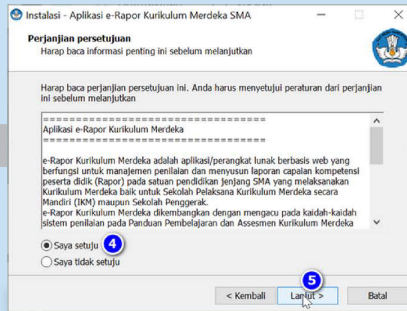 Instalasi - Aplikasi e-Rapor Kurikulum Merdeka SMA
Perjanjian persetujuan
Harap baca informasi penting ini sebelum melanjutkan
Harap baca perjanjian persetujuan ini. Anda harus menyetujui peraturan dari perjanjian
ini sebelum melanjutkan
==================================
Aplikasi e-Rapor Kurikulum Merdeka
==================================
e-Rapor Kurikulum Merdeka adalah aplikasi/perangkat lunak berbasis web yang
berfungsi untuk manajemen penilaian dan menyusun laporan capaian kompetensi
peserta didik (Rapor) pada satuan pendidikan jenjang SMA yang melaksanakan
Kurikulum Merdeka baik untuk Sekolah Pelaksana Kurikulum Merdeka secara
Mandiri (IKM) maupun Sekolah Penggerak.
e-Rapor Kurikulum Merdeka dikembangkan dengan mengacu pada kaidah-kaidah
sistem penilaian pada Panduan Pembelajaran dan Assesmen Kurikulum Merdeka
Saya setuju 4
Saya tidak setuju
5
< Kembali Lanjut > Batal